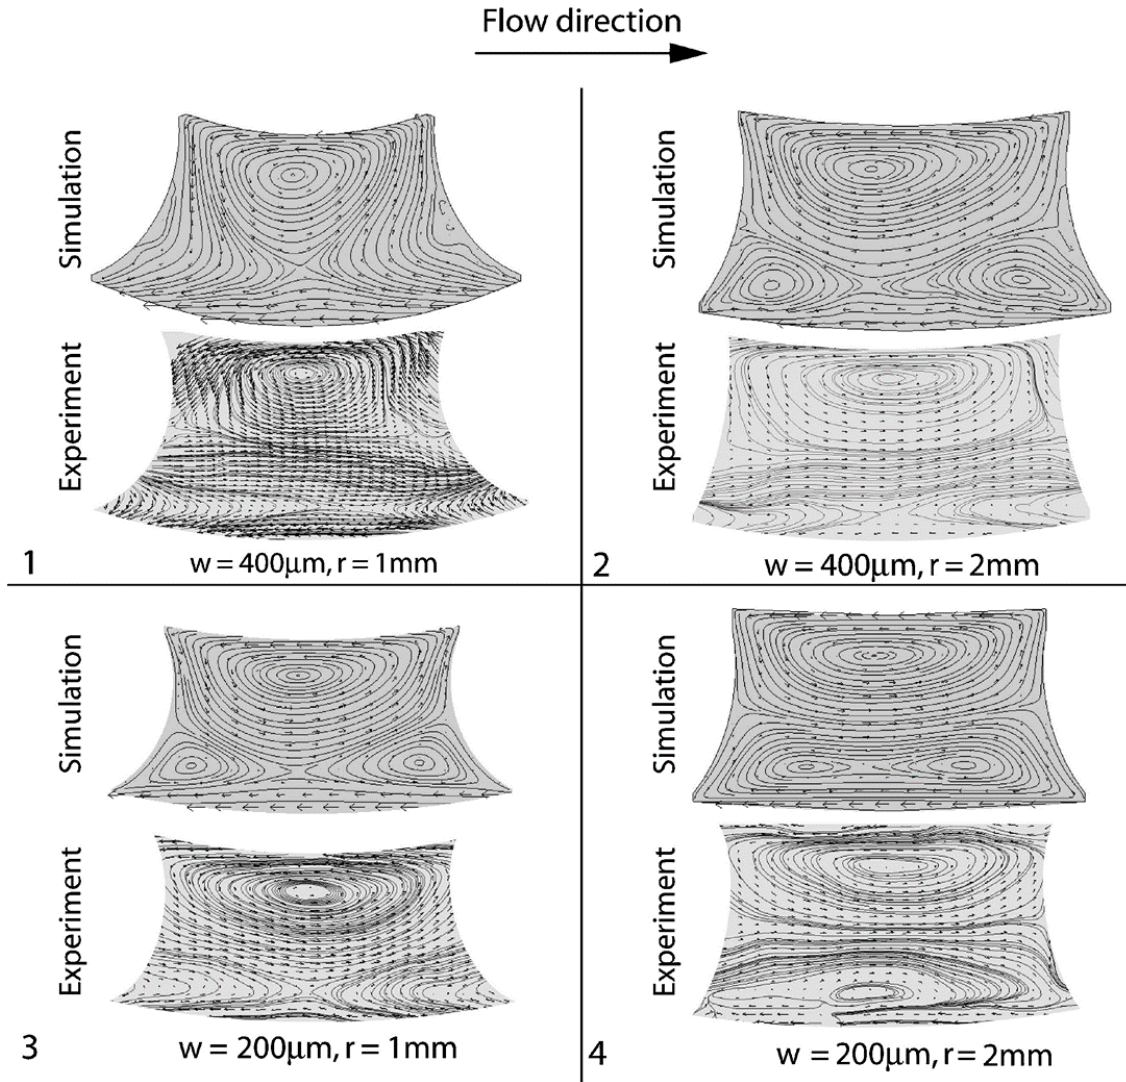 Flow direction
Simulation
Experiment
1
w = 400μm, r = 1mm
Simulation
Experiment
2
w = 400μm, r = 2mm
Simulation
Experiment
3
w = 200μm, r = 1mm
Simulation
Experiment
4
w = 200μm, r = 2mm